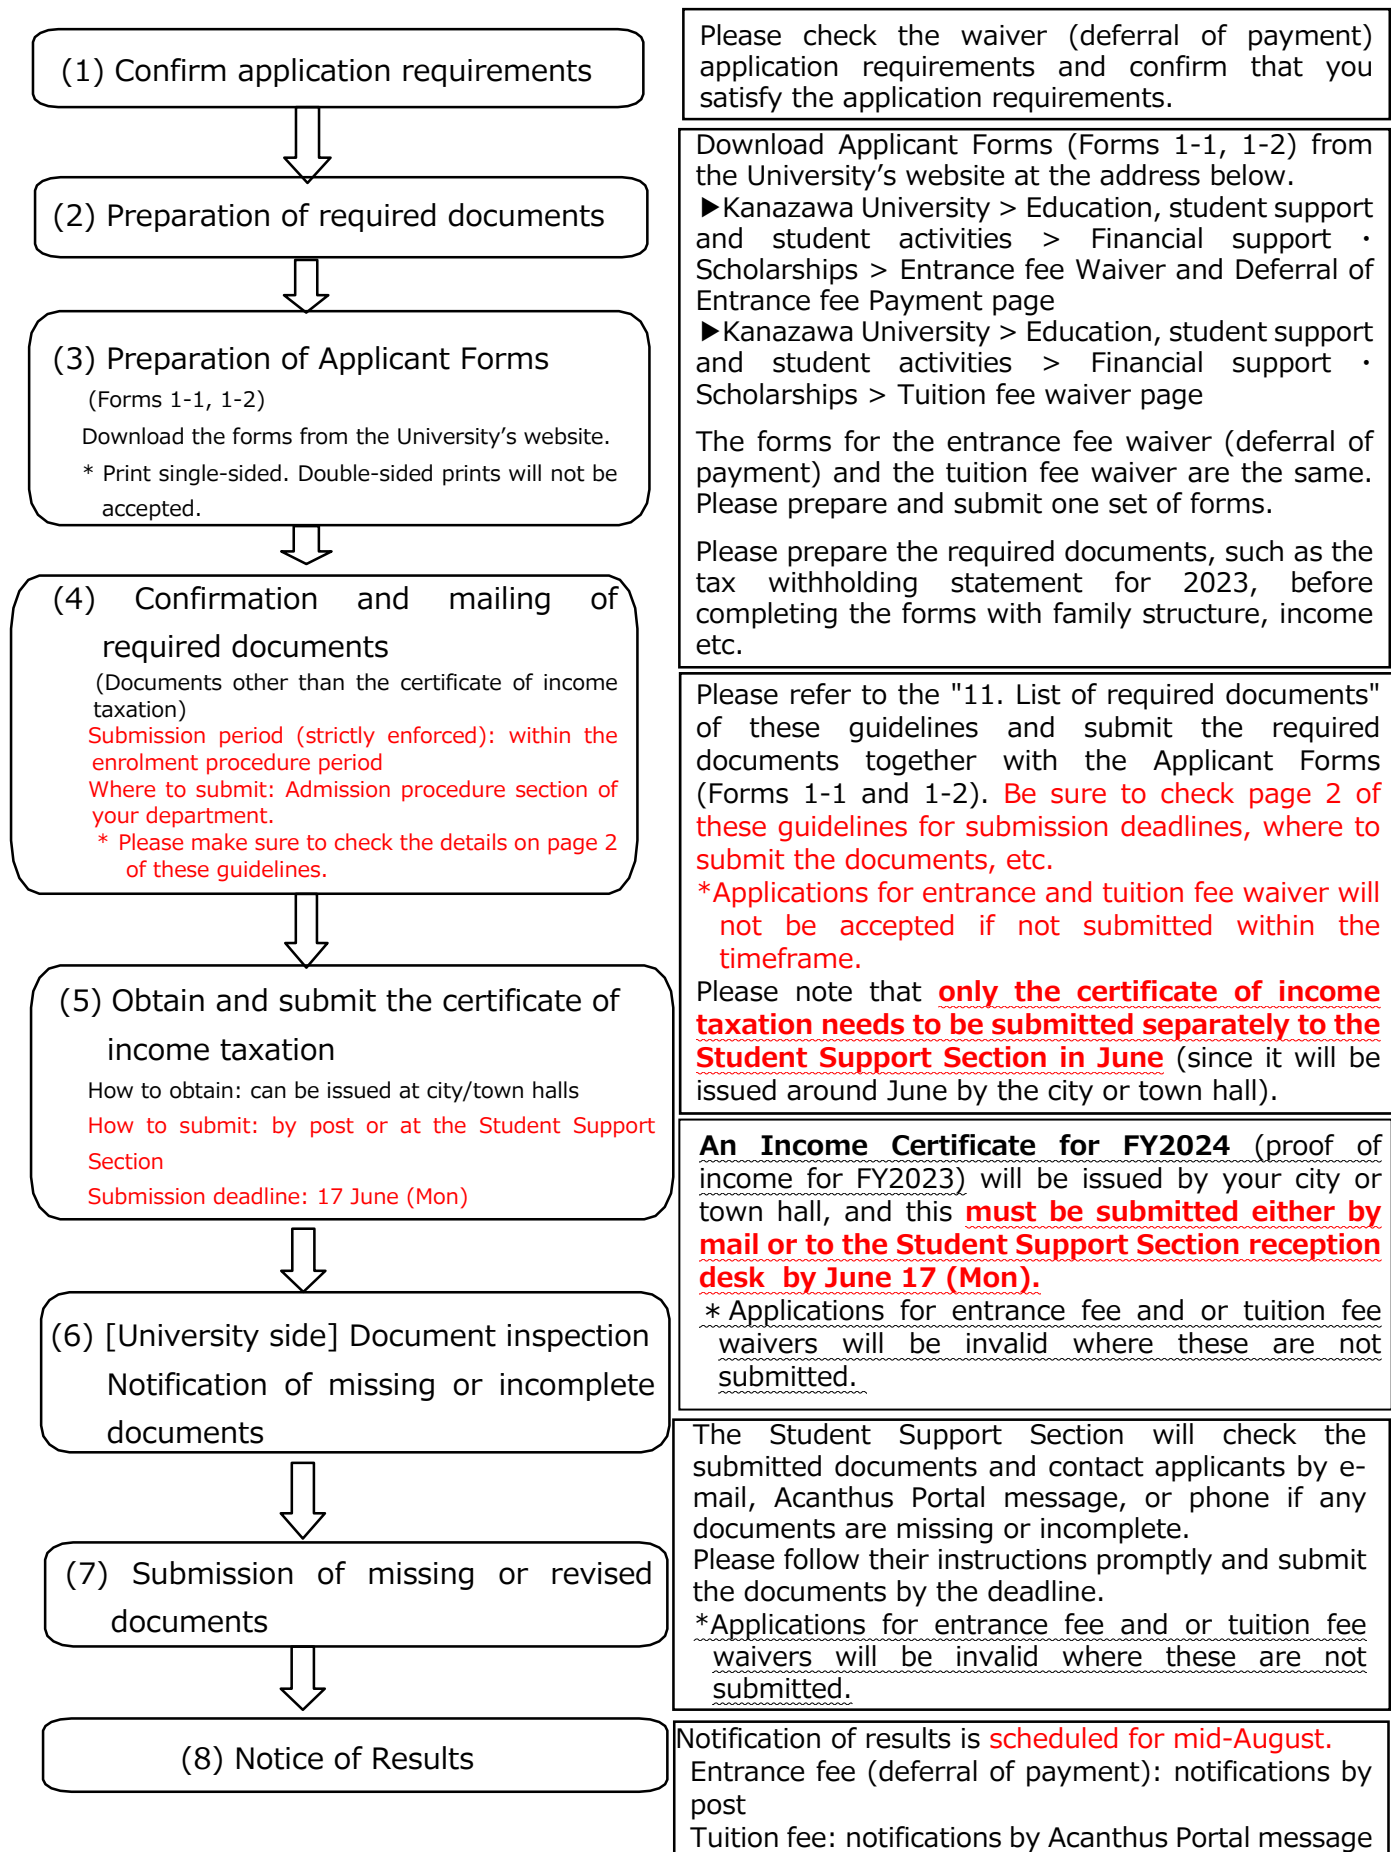 (1) Confirm application requirements
Please check the waiver (deferral of payment)
application requirements and confirm that you
satisfy the application requirements.
(2) Preparation of required documents
(3) Preparation of Applicant Forms
(Forms 1-1, 1-2)
Download the forms from the University’s website.
* Print single-sided. Double-sided prints will not be
accepted.
Download Applicant Forms (Forms 1-1, 1-2) from
the University’s website at the address below.
▶Kanazawa University > Education, student support
and student activities > Financial support ・
Scholarships > Entrance fee Waiver and Deferral of
Entrance fee Payment page
▶Kanazawa University > Education, student support
and student activities > Financial support ・
Scholarships > Tuition fee waiver page
The forms for the entrance fee waiver (deferral of
payment) and the tuition fee waiver are the same.
Please prepare and submit one set of forms.
Please prepare the required documents, such as the
tax withholding statement for 2023, before
completing the forms with family structure, income
etc.
(4) Confirmation and mailing of
required documents
(Documents other than the certificate of income
taxation)
Submission period (strictly enforced): within the
enrolment procedure period
Where to submit: Admission procedure section of
your department.
* Please make sure to check the details on page 2
of these guidelines.
Please refer to the "11. List of required documents"
of these guidelines and submit the required
documents together with the Applicant Forms
(Forms 1-1 and 1-2). Be sure to check page 2 of
these guidelines for submission deadlines, where to
submit the documents, etc.
*Applications for entrance and tuition fee waiver will
not be accepted if not submitted within the
timeframe.
Please note that only the certificate of income
taxation needs to be submitted separately to the
Student Support Section in June (since it will be
issued around June by the city or town hall).
(5) Obtain and submit the certificate of
income taxation
How to obtain: can be issued at city/town halls
How to submit: by post or at the Student Support
Section
Submission deadline: 17 June (Mon)
An Income Certificate for FY2024 (proof of
income for FY2023) will be issued by your city or
town hall, and this must be submitted either by
mail or to the Student Support Section reception
desk by June 17 (Mon).
* Applications for entrance fee and or tuition fee
waivers will be invalid where these are not
submitted.
(6) [University side] Document inspection
Notification of missing or incomplete
documents
(7) Submission of missing or revised
documents
The Student Support Section will check the
submitted documents and contact applicants by e-
mail, Acanthus Portal message, or phone if any
documents are missing or incomplete.
Please follow their instructions promptly and submit
the documents by the deadline.
*Applications for entrance fee and or tuition fee
waivers will be invalid where these are not
submitted.
(8) Notice of Results
Notification of results is scheduled for mid-August.
Entrance fee (deferral of payment): notifications by
post
Tuition fee: notifications by Acanthus Portal message